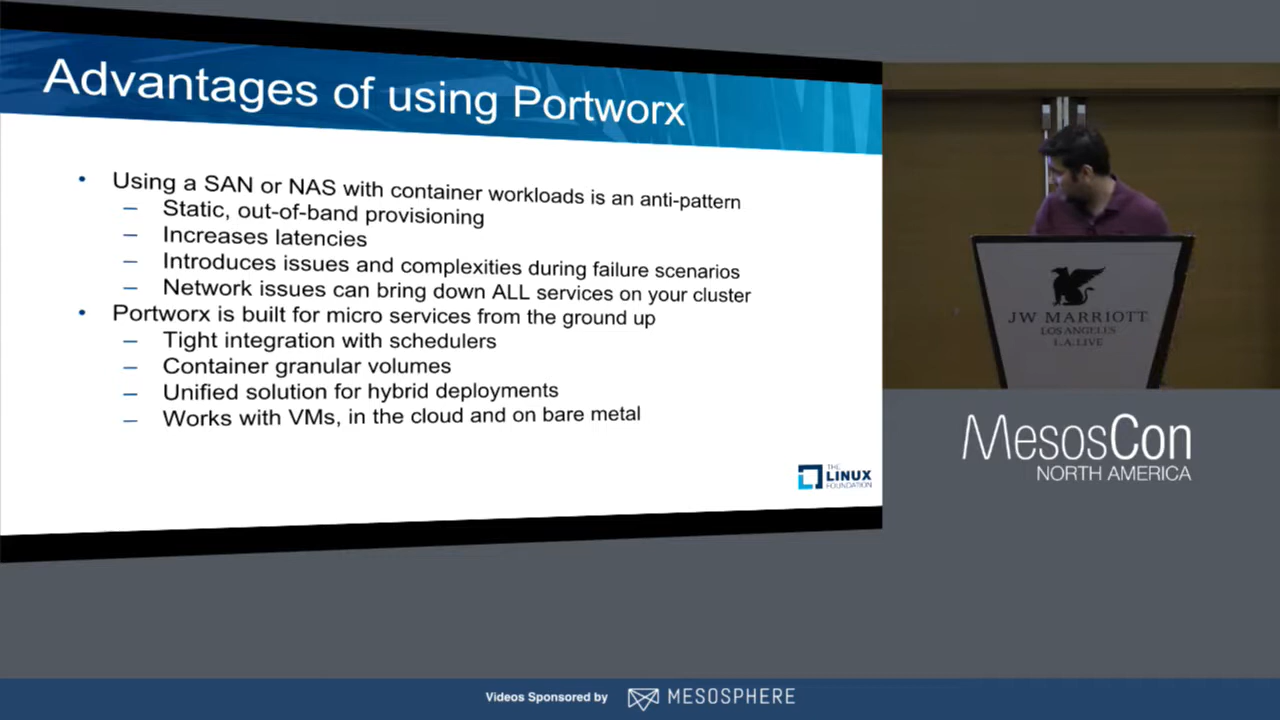 Advantages of using Portworx
• Using a SAN or NAS with container workloads is an anti-pattern
– Static, out-of-band provisioning
– Increases latencies
– Introduces issues and complexities during failure scenarios
– Network issues can bring down ALL services on your cluster
• Portworx is built for micro services from the ground up
– Tight integration with schedulers
– Container granular volumes
– Unified solution for hybrid deployments
– Works with VMs, in the cloud and on bare metal
THE
LINUX
FOUNDATION
JW MARRIOTT
LOS ANGELES
L.A. LIVE
MesosCon
NORTH AMERICA
Videos Sponsored by MESOSPHERE